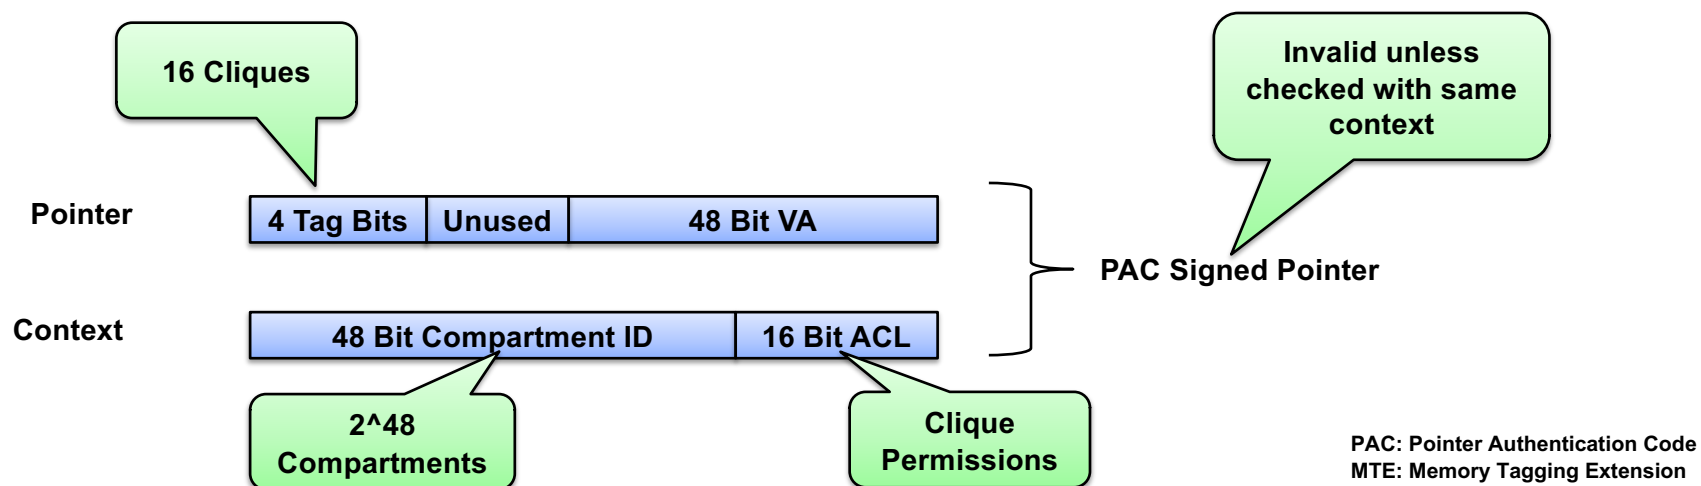 16 Cliques
Invalid unless
checked with same
context
Pointer
4 Tag Bits
Unused
48 Bit VA
PAC Signed Pointer
Context
48 Bit Compartment ID
16 Bit ACL
2^48
Compartments
Clique
Permissions
PAC: Pointer Authentication Code
MTE: Memory Tagging Extension